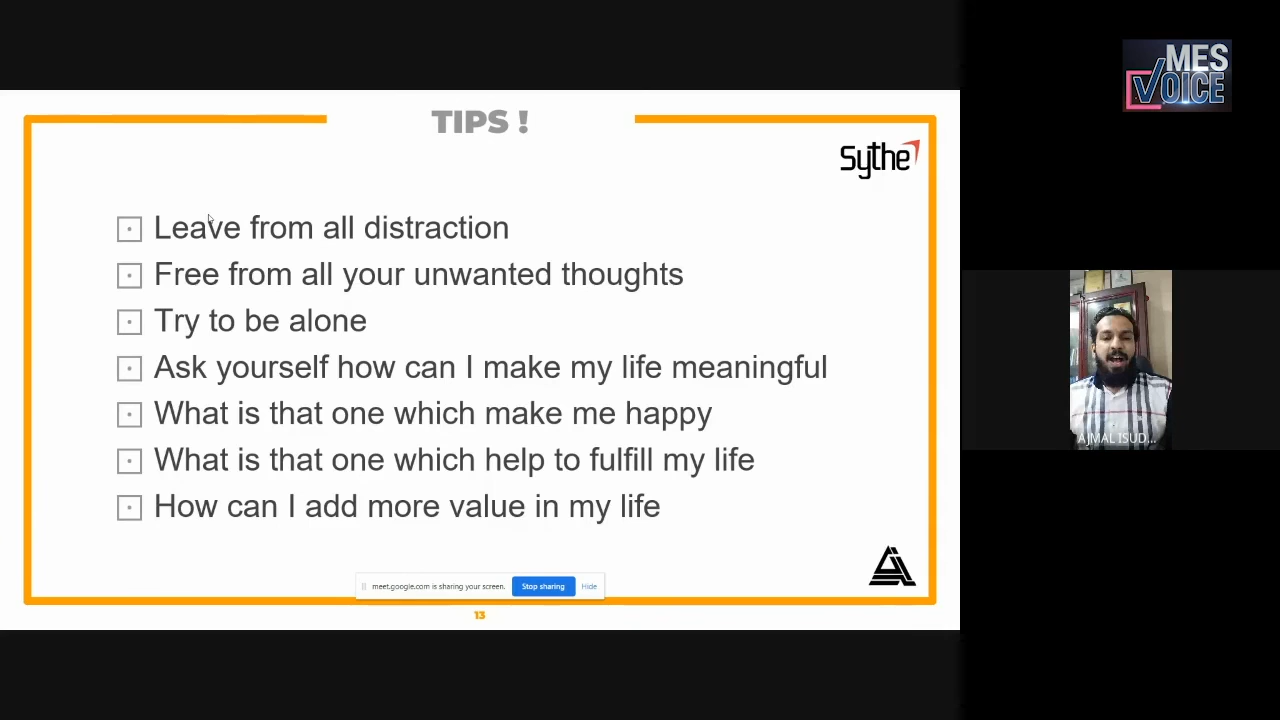 TIPS !
Sythe
Leave from all distraction
Free from all your unwanted thoughts
Try to be alone
Ask yourself how can I make my life meaningful
What is that one which make me happy
What is that one which help to fulfill my life
How can I add more value in my life
meet.google.com is sharing your screen. Stop sharing Hide
13
MES
VOICE
AJMAL ISUD...